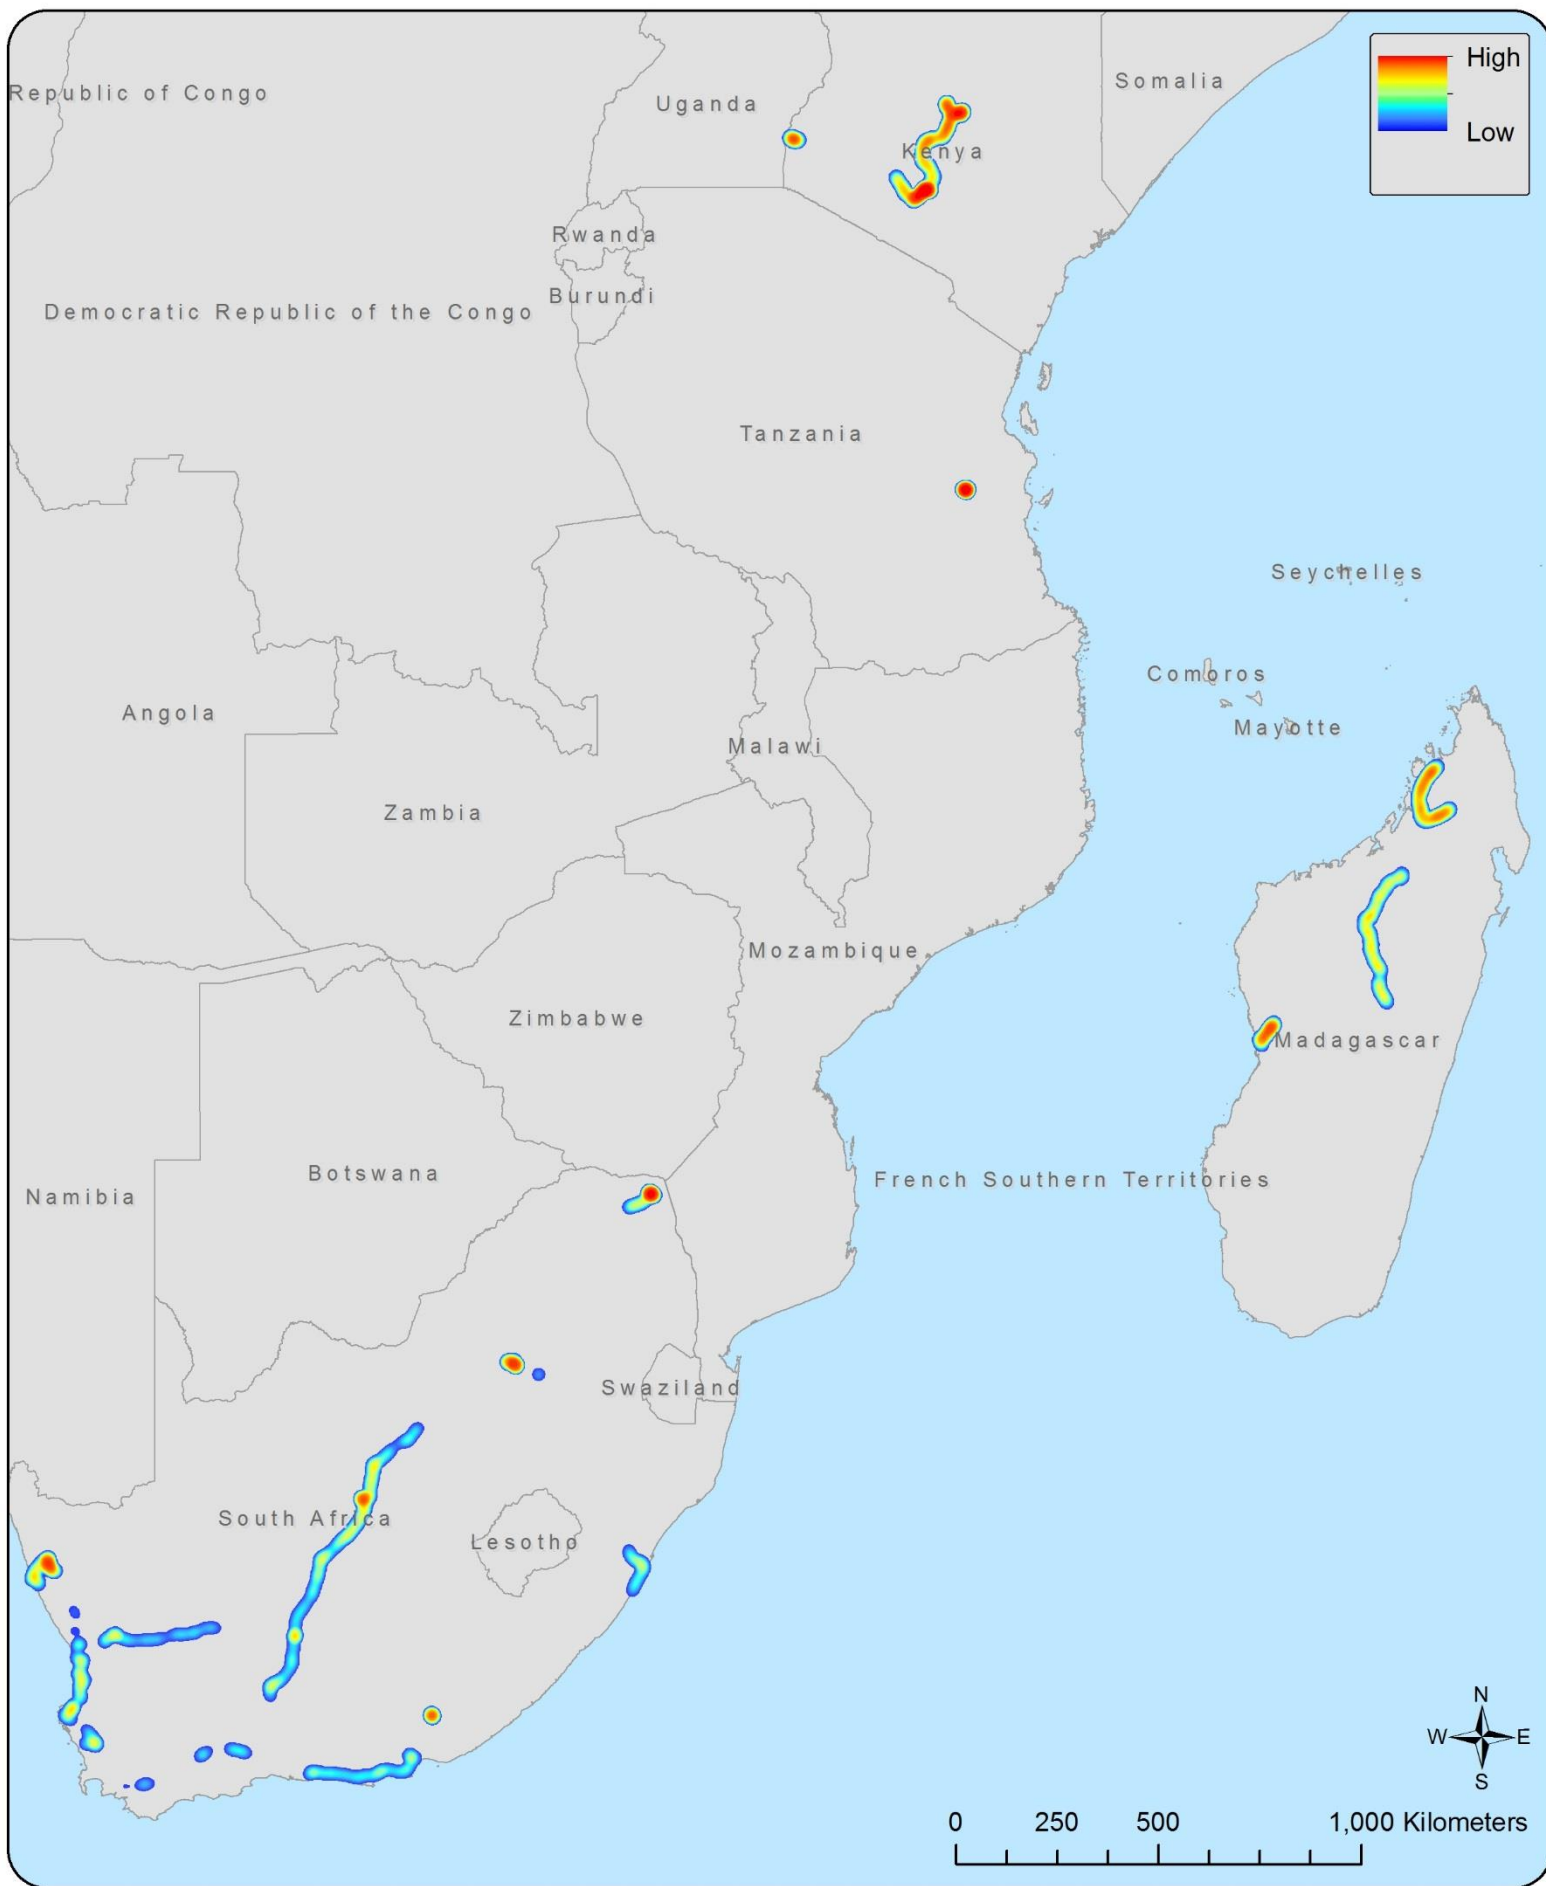 High
Somalia
Republic of Congo
Uganda
Low
Kenya
Rwanda
Burundi
Democratic Republic of the Congo
Tanzania
Seychelles
Comoros
Angola
Mayotte
Malawi
Zambia
Mozambique
Zimbabwe
Madagascar
Botswana
French Southern Territories
Namibia
Swaziland
South Africa
Lesotho
N
W E
S
0 250 500 1,000 Kilometers